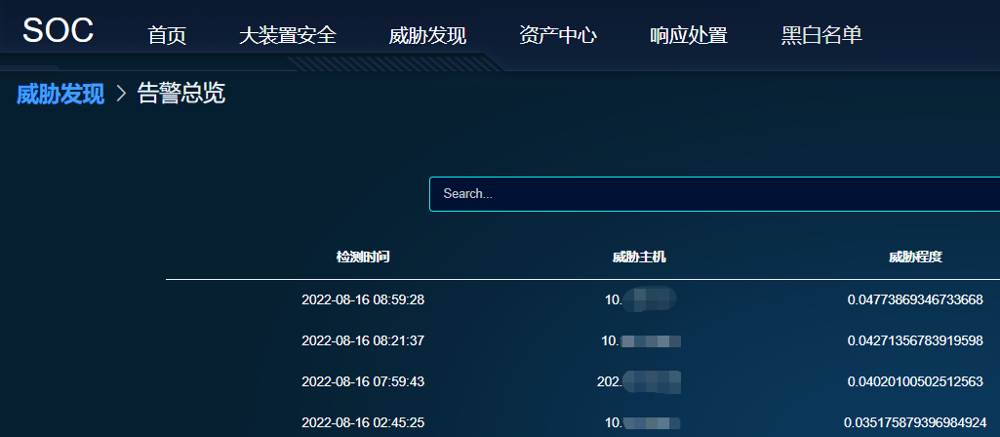 SOC 首页 大装置安全 威胁发现 资产中心 响应处置 黑白名单
威胁发现 > 告警总览
Search...
检测时间 威胁主机 威胁程度
2022-08-16 08:59:28 10. 0.04773869346733668
2022-08-16 08:21:37 10. 0.04271356783919598
2022-08-16 07:59:43 202. 0.04020100502512563
2022-08-16 02:45:25 10. 0.035175879396984924